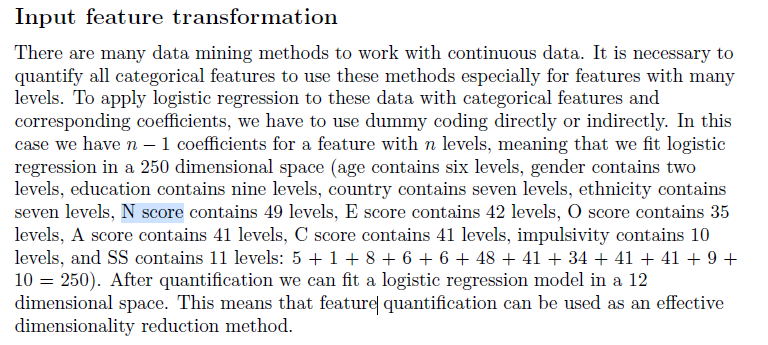 Input feature transformation
There are many data mining methods to work with continuous data. It is necessary to
quantify all categorical features to use these methods especially for features with many
levels. To apply logistic regression to these data with categorical features and
corresponding coefficients, we have to use dummy coding directly or indirectly. In this
case we have n − 1 coefficients for a feature with n levels, meaning that we fit logistic
regression in a 250 dimensional space (age contains six levels, gender contains two
levels, education contains nine levels, country contains seven levels, ethnicity contains
seven levels, N score contains 49 levels, E score contains 42 levels, O score contains 35
levels, A score contains 41 levels, C score contains 41 levels, impulsivity contains 10
levels, and SS contains 11 levels: 5 + 1 + 8 + 6 + 6 + 48 + 41 + 34 + 41 + 41 + 9 +
10 = 250). After quantification we can fit a logistic regression model in a 12
dimensional space. This means that feature quantification can be used as an effective
dimensionality reduction method.